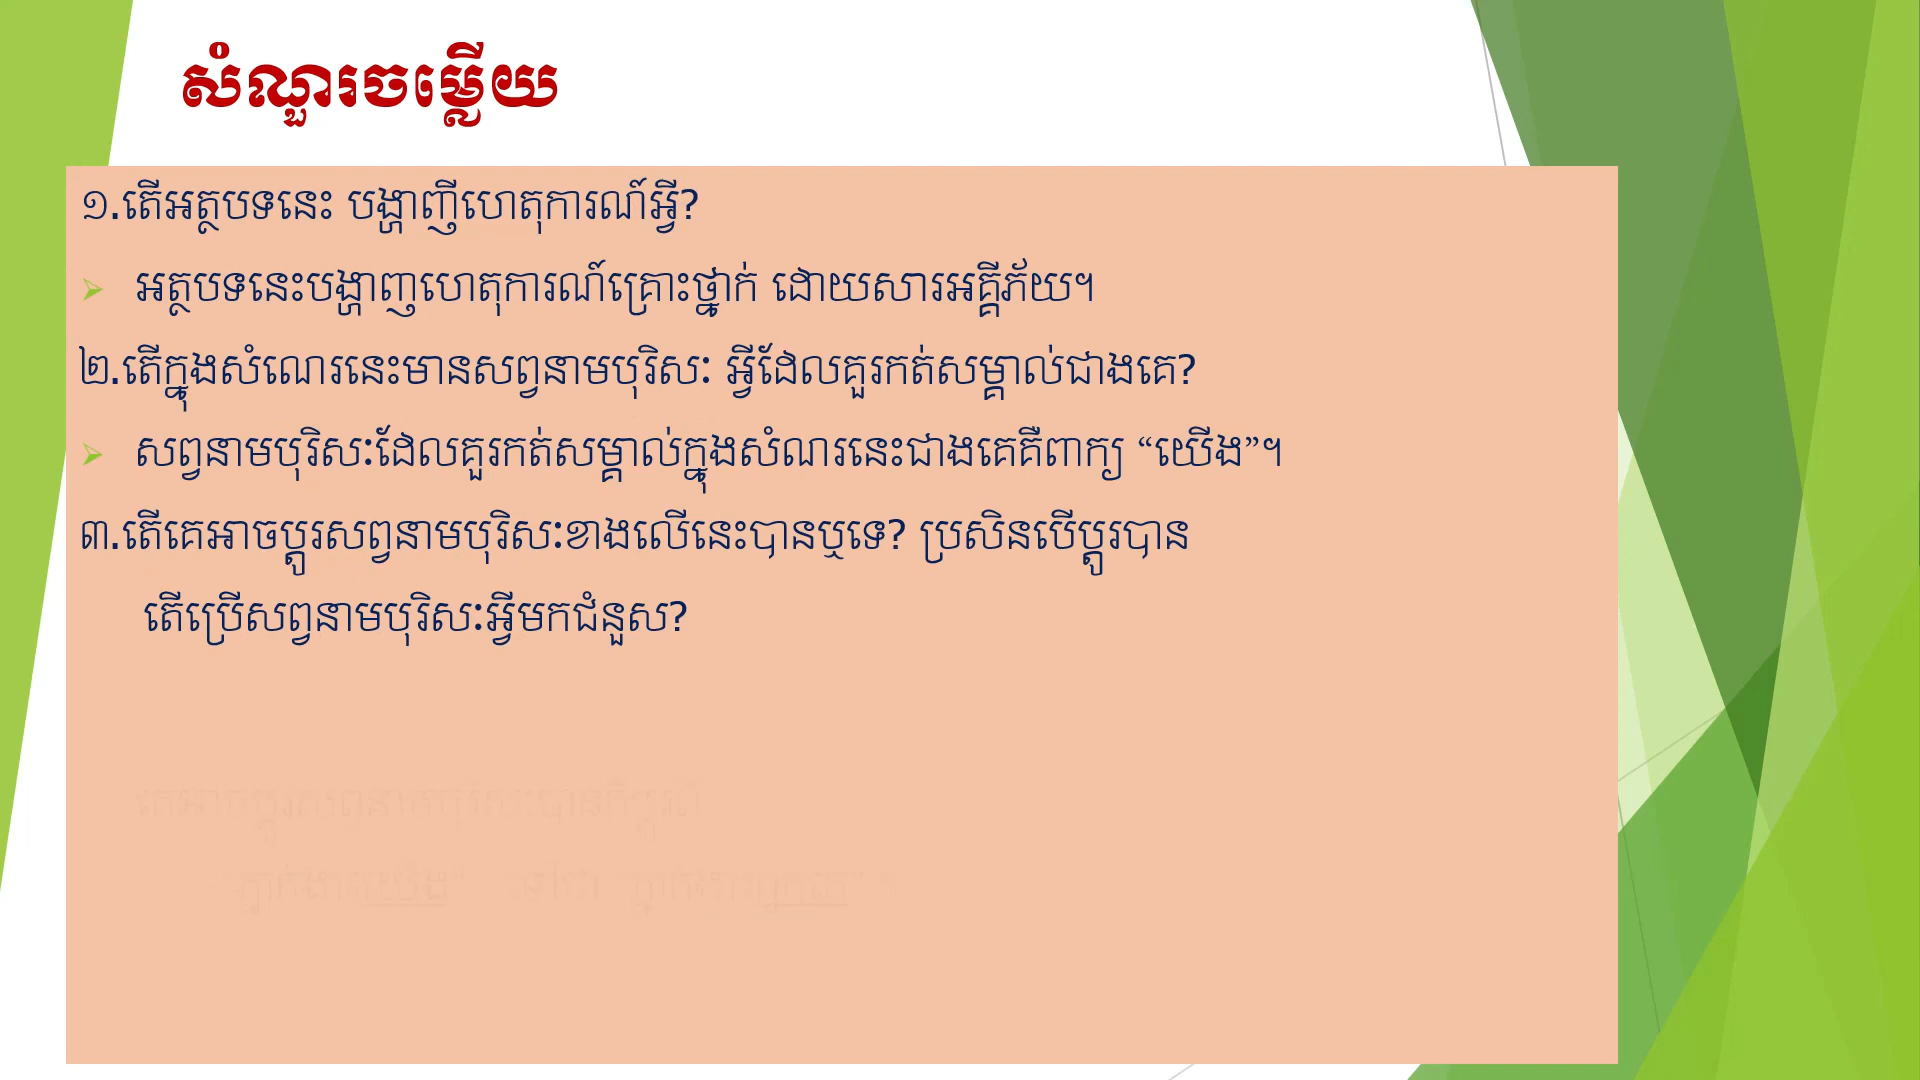 សំណួរចម្លើយ
១.តើអត្ថបទនេះ បង្ហាញីហេតុការណ៍អ្វី?
អត្ថបទនេះបង្ហាញហេតុការណ៍គ្រោះថ្នាក់ ដោយសារអគ្គីភ័យ។
២.តើក្នុងសំណេរនេះមានសព្វនាមបុរិសៈ អ្វីដែលគួរកត់សម្គាល់ជាងគេ?
សព្វនាមបុរិសៈដែលគួរកត់សម្គាល់ក្នុងសំណរនេះជាងគេគឺពាក្យ “យើង”។
៣.តើគេអាចប្តូរសព្វនាមបុរិសៈខាងលើនេះបានឬទេ? ប្រសិនបើប្តូរបាន
តើប្រើសព្វនាមបុរិសៈអ្វីមកជំនួស?